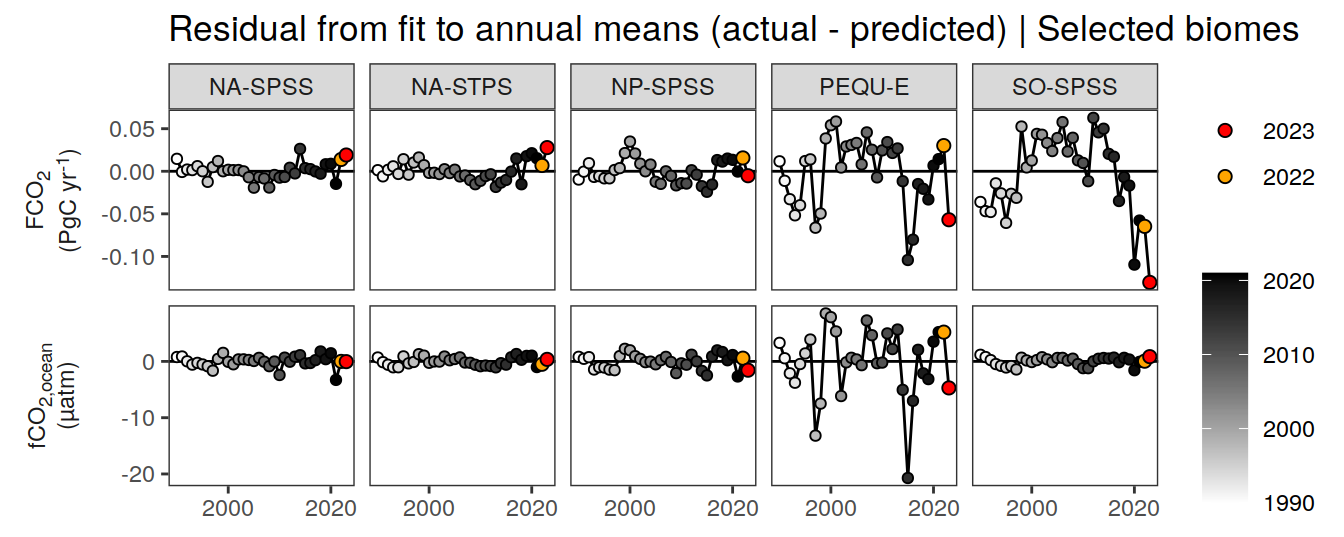 Residual from fit to annual means (actual - predicted) | Selected biomes
NA-SPSS
NA-STPS
NP-SPSS
PEQU-E
SO-SPSS
FCO₂
(PgC yr⁻¹)
0.05
0.00
-0.05
-0.10
fCO₂,ocean
(µatm)
0
-10
-20
2000 2020
2000 2020
2000 2020
2000 2020
2000 2020
2023
2022
2020
2010
2000
1990